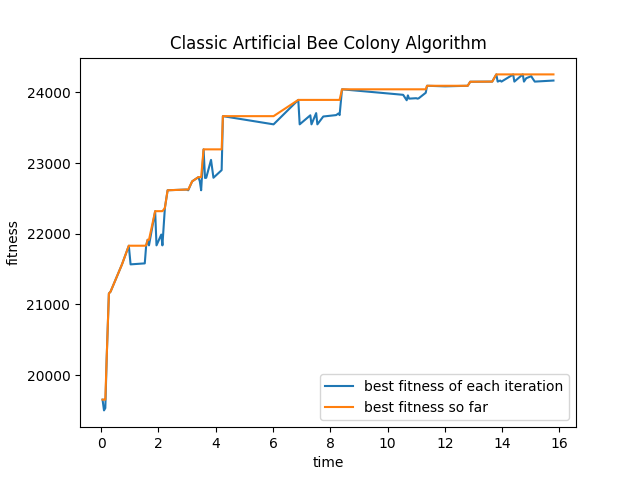 Classic Artificial Bee Colony Algorithm
24000
23000
22000
21000
20000
fitness
0 2 4 6 8 10 12 14 16
time
best fitness of each iteration
best fitness so far